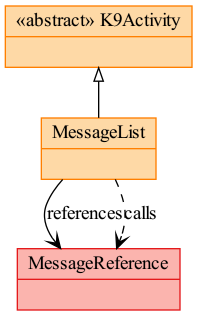 «abstract» K9Activity
MessageList
references calls
MessageReference